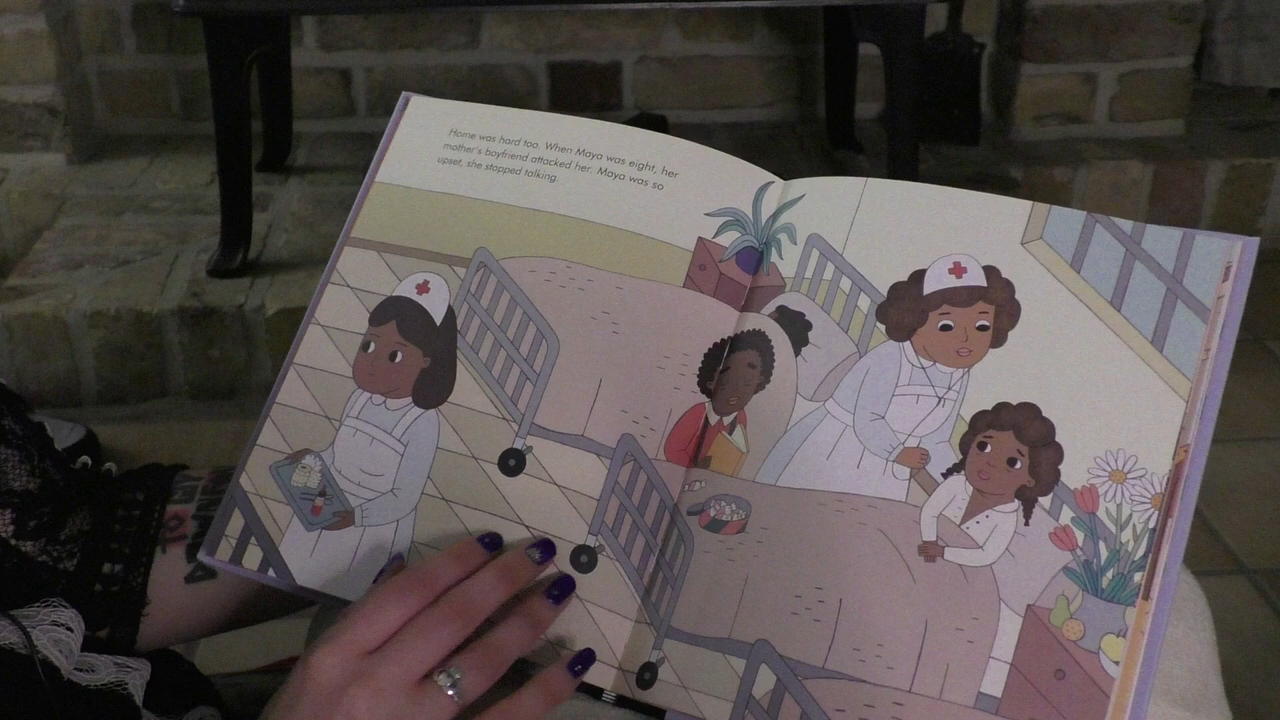 Home was hard too. When Maya was eight, her
mother's boyfriend attacked her. Maya was so
upset, she stopped talking.